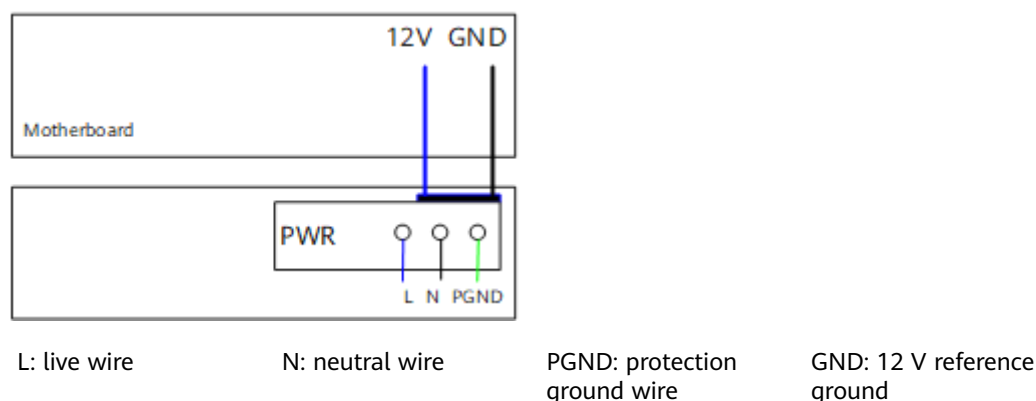 12V GND
Motherboard
PWR
L N PGND
L: live wire
N: neutral wire
PGND: protection
ground wire
GND: 12 V reference
ground